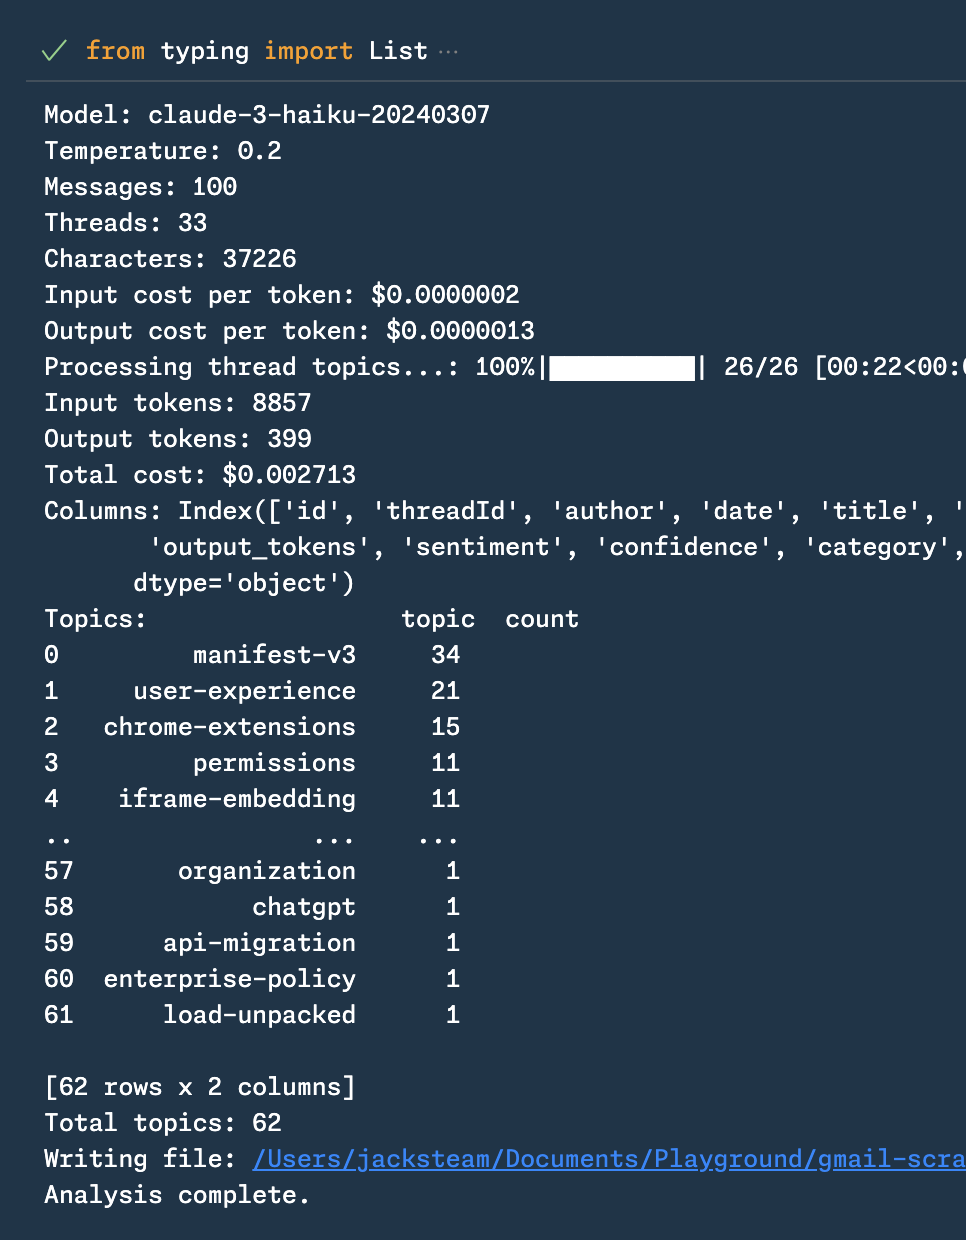 from typing import List ...
Model: claude-3-haiku-20240307
Temperature: 0.2
Messages: 100
Threads: 33
Characters: 37226
Input cost per token: $0.0000002
Output cost per token: $0.0000013
Processing thread topics...: 100%|██████████| 26/26 [00:22<00:
Input tokens: 8857
Output tokens: 399
Total cost: $0.002713
Columns: Index(['id', 'threadId', 'author', 'date', 'title', '
       'output_tokens', 'sentiment', 'confidence', 'category',
      dtype='object')
Topics:                 topic  count
0         manifest-v3     34
1     user-experience     21
2   chrome-extensions     15
3         permissions     11
4    iframe-embedding     11
..                ...    ...
57       organization      1
58            chatgpt      1
59      api-migration      1
60  enterprise-policy      1
61      load-unpacked      1

[62 rows x 2 columns]
Total topics: 62
Writing file: /Users/jacksteam/Documents/Playground/gmail-scra
Analysis complete.